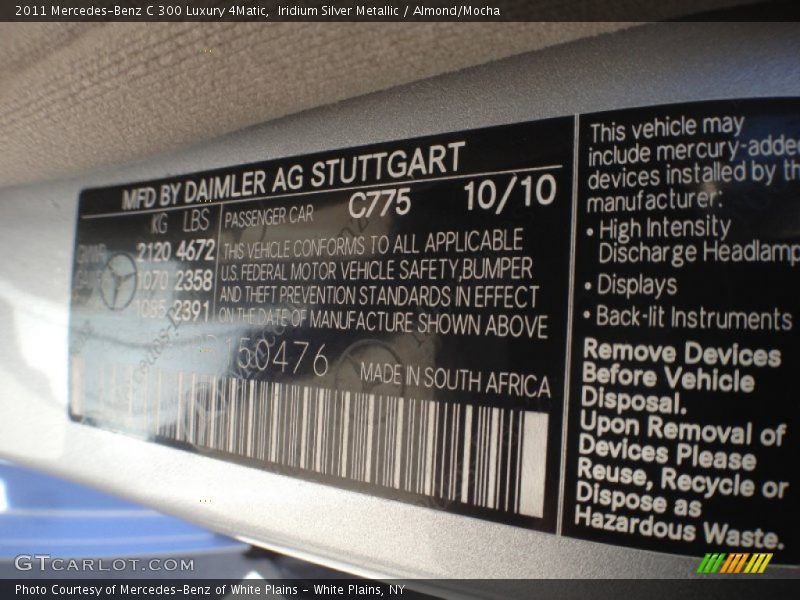 2011 Mercedes-Benz C 300 Luxury 4Matic, Iridium Silver Metallic / Almond/Mocha
MFD BY DAIMLER AG STUTTGART
KG LBS PASSENGER CAR C775 10/10
2120 4672 THIS VEHICLE CONFORMS TO ALL APPLICABLE
1070 2358 U.S. FEDERAL MOTOR VEHICLE SAFETY,BUMPER
1085 2391 AND THEFT PREVENTION STANDARDS IN EFFECT
ON THE DATE OF MANUFACTURE SHOWN ABOVE
150476
MADE IN SOUTH AFRICA
This vehicle may
include mercury-added
devices installed by th
manufacturer:
• High Intensity
Discharge Headlamp
• Displays
• Back-lit Instruments
Remove Devices
Before Vehicle
Disposal.
Upon Removal of
Devices Please
Reuse, Recycle or
Dispose as
Hazardous Waste.
GTCARLOT.COM
Photo Courtesy of Mercedes-Benz of White Plains - White Plains, NY